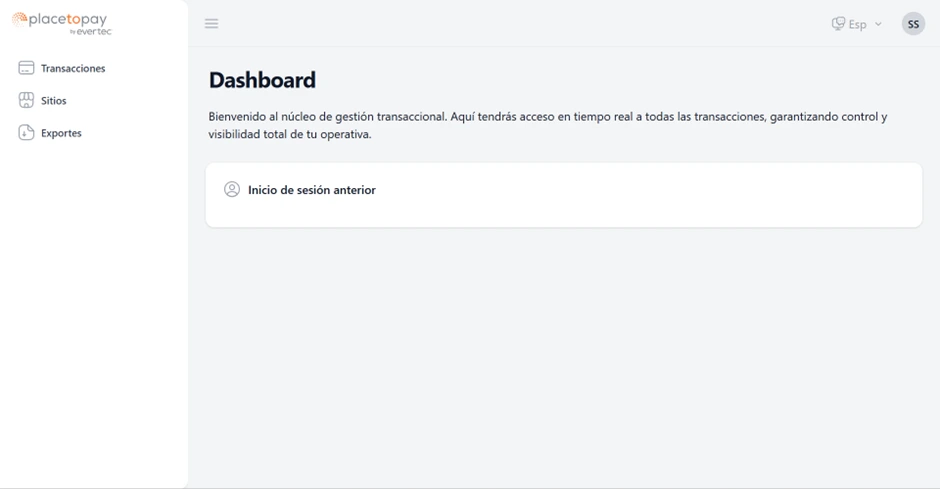 placetopay
by evertec
Esp
SS
Transacciones
Sitios
Exportes
Dashboard
Bienvenido al núcleo de gestión transaccional. Aquí tendrás acceso en tiempo real a todas las transacciones, garantizando control y
visibilidad total de tu operativa.
Inicio de sesión anterior